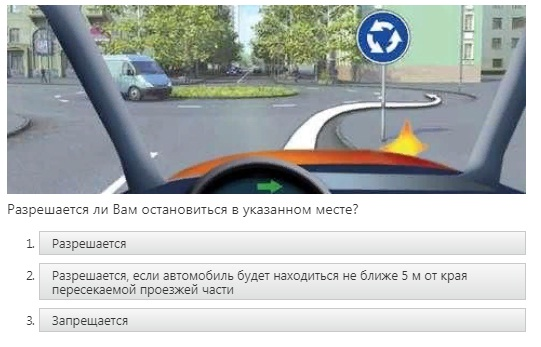 Разрешается ли Вам остановиться в указанном месте?
1. Разрешается
2. Разрешается, если автомобиль будет находиться не ближе 5 м от края
пересекаемой проезжей части
3. Запрещается